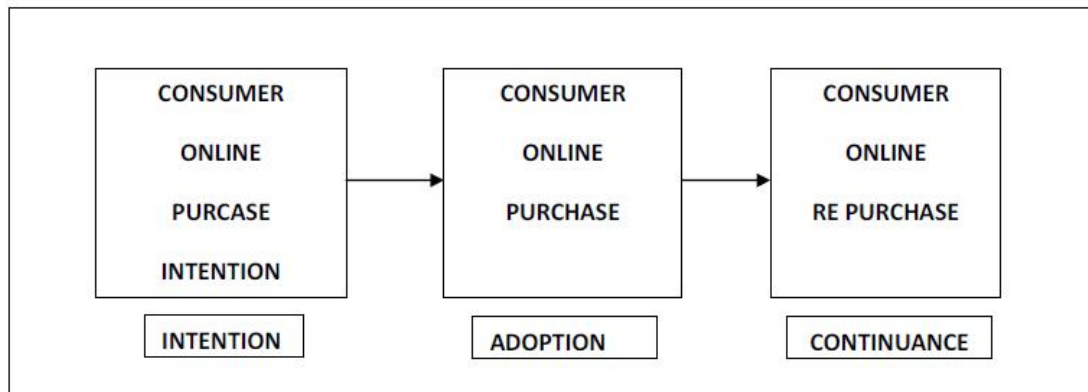 CONSUMER
ONLINE
PURCASE
INTENTION
CONSUMER
ONLINE
PURCHASE
CONSUMER
ONLINE
RE PURCHASE
INTENTION
ADOPTION
CONTINUANCE